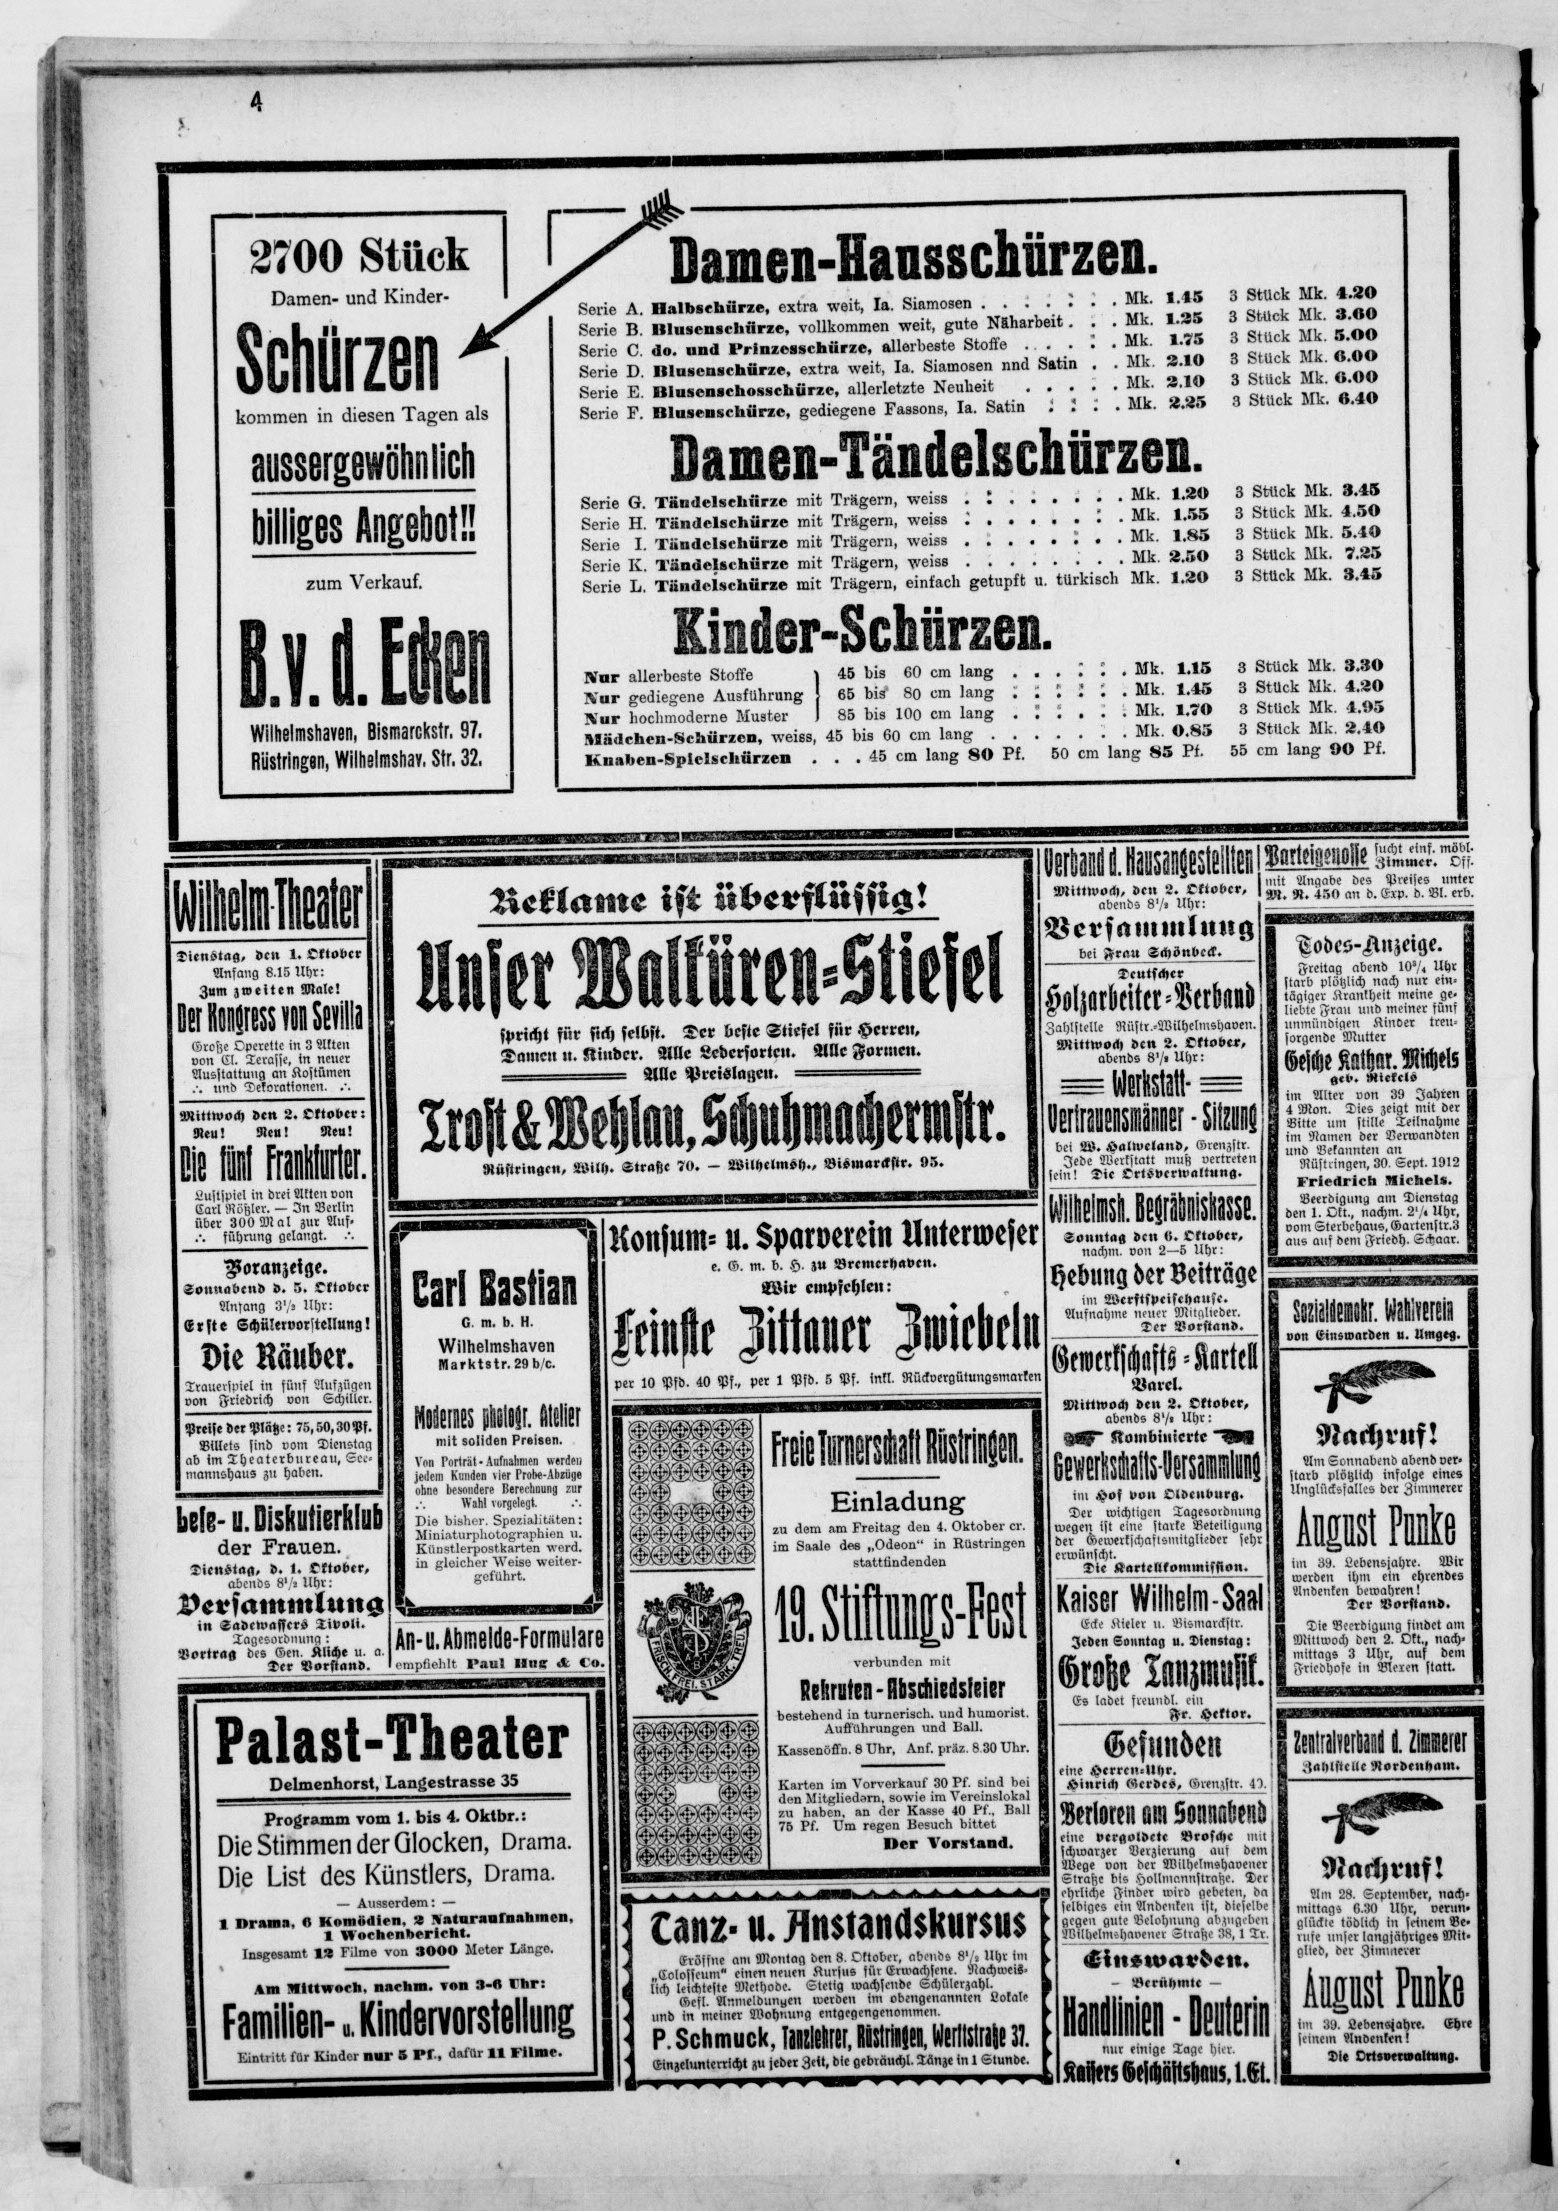 4
2700 Stück
Damen- und Kinder-
Schürzen
kommen in diesen Tagen als
aussergewöhnlich
billiges Angebot!!
zum Verkauf.
B. v. d. Ecken
Wilhelmshaven, Bismarckstr. 97.
Rüstringen, Wilhelmshav. Str. 32.
Damen-Hausschürzen.
Serie A. Halbschürze, extra weit, Ia. Siamosen . . . . . . . Mk. 1.45 3 Stück Mk. 4.20
Serie B. Blusenschürze, vollkommen weit, gute Näharbeit . . . Mk. 1.25 3 Stück Mk. 3.60
Serie C. do. und Prinzesschürze, allerbeste Stoffe . . . . . . Mk. 1.75 3 Stück Mk. 5.00
Serie D. Blusenschürze, extra weit, Ia. Siamosen nnd Satin . . Mk. 2.10 3 Stück Mk. 6.00
Serie E. Blusenschosschürze, allerletzte Neuheit . . . . . Mk. 2.10 3 Stück Mk. 6.00
Serie F. Blusenschürze, gediegene Fassons, Ia. Satin . . . . Mk. 2.25 3 Stück Mk. 6.40
Damen-Tändelschürzen.
Serie G. Tändelschürze mit Trägern, weiss . . . . . . . . Mk. 1.20 3 Stück Mk. 3.45
Serie H. Tändelschürze mit Trägern, weiss . . . . . . . . Mk. 1.55 3 Stück Mk. 4.50
Serie I. Tändelschürze mit Trägern, weiss . . . . . . . . Mk. 1.85 3 Stück Mk. 5.40
Serie K. Tändelschürze mit Trägern, weiss . . . . . . . . Mk. 2.50 3 Stück Mk. 7.25
Serie L. Tändelschürze mit Trägern, einfach getupft u. türkisch Mk. 1.20 3 Stück Mk. 3.45
Kinder-Schürzen.
Nur allerbeste Stoffe } 45 bis 60 cm lang . . . . . . . Mk. 1.15 3 Stück Mk. 3.30
Nur gediegene Ausführung } 65 bis 80 cm lang . . . . . . . Mk. 1.45 3 Stück Mk. 4.20
Nur hochmoderne Muster } 85 bis 100 cm lang . . . . . . . Mk. 1.70 3 Stück Mk. 4.95
Mädchen-Schürzen, weiss, 45 bis 60 cm lang . . . . . . . Mk. 0.85 3 Stück Mk. 2.40
Knaben-Spielschürzen . . . 45 cm lang 80 Pf. 50 cm lang 85 Pf. 55 cm lang 90 Pf.
Wilhelm-Theater
Dienstag, den 1. Oktober
Anfang 8.15 Uhr:
Zum zweiten Male!
Der Kongress von Sevilla
Große Operette in 3 Akten
von Cl. Terasse, in neuer
Ausstattung an Kostümen
∴ und Dekorationen. ∴
Mittwoch den 2. Oktober:
Neu! Neu! Neu!
Die fünf Frankfurter.
Lustspiel in drei Akten von
Carl Rößler. — In Berlin
über 300 Mal zur Auf-
∴ führung gelangt. ∴
Voranzeige.
Sonnabend d. 5. Oktober
Anfang 3½ Uhr:
Erste Schülervorstellung!
Die Räuber.
Trauerspiel in fünf Aufzügen
von Friedrich von Schiller.
Preise der Plätze: 75, 50, 30 Pf.
Billets sind vom Dienstag
ab im Theaterbureau, See-
mannshaus zu haben.
Lese- u. Diskutierklub
der Frauen.
Dienstag, d. 1. Oktober,
abends 8½ Uhr:
Versammlung
in Sadewassers Tivoli.
Tagesordnung:
Vortrag des Gen. Kliche u. a.
Der Vorstand.
Reklame ist überflüssig!
Unser Walküren-Stiefel
spricht für sich selbst. Der beste Stiefel für Herren,
Damen u. Kinder. Alle Ledersorten. Alle Formen.
Alle Preislagen.
Trost & Wehlau, Schuhmachermstr.
Rüstringen, Wilh. Straße 70. — Wilhelmsh., Bismarckstr. 95.
Carl Bastian
G. m. b. H.
Wilhelmshaven
Marktstr. 29 b/c.
Modernes photogr. Atelier
mit soliden Preisen.
Von Porträt-Aufnahmen werden
jedem Kunden vier Probe-Abzüge
ohne besondere Berechnung zur
∴ Wahl vorgelegt. ∴
Die bisher. Spezialitäten:
Miniaturphotographien u.
Künstlerpostkarten werd.
in gleicher Weise weiter-
geführt.
An- u. Abmelde-Formulare
empfiehlt Paul Hug & Co.
Palast-Theater
Delmenhorst, Langestrasse 35
Programm vom 1. bis 4. Oktbr.:
Die Stimmen der Glocken, Drama.
Die List des Künstlers, Drama.
— Ausserdem: —
1 Drama, 6 Komödien, 2 Naturaufnahmen,
1 Wochenbericht.
Insgesamt 12 Filme von 3000 Meter Länge.
Am Mittwoch, nachm. von 3-6 Uhr:
Familien- u. Kindervorstellung
Eintritt für Kinder nur 5 Pf., dafür 11 Filme.
Konsum- u. Sparverein Unterweser
e. G. m. b. H. zu Bremerhaven.
Wir empfehlen:
Feinste Zittauer Zwiebeln
per 10 Pfd. 40 Pf., per 1 Pfd. 5 Pf. inkl. Rückvergütungsmarken
FRISCH. FREI. STARK. TREU.
Freie Turnerschaft Rüstringen.
Einladung
zu dem am Freitag den 4. Oktober cr.
im Saale des „Odeon" in Rüstringen
stattfindenden
19. Stiftungs-Fest
verbunden mit
Rekruten-Abschiedsfeier
bestehend in turnerisch. und humorist.
Aufführungen und Ball.
Kassenöffn. 8 Uhr, Anf. präz. 8.30 Uhr.
Karten im Vorverkauf 30 Pf. sind bei
den Mitgliedern, sowie im Vereinslokal
zu haben, an der Kasse 40 Pf., Ball
75 Pf. Um regen Besuch bittet
Der Vorstand.
Tanz- u. Anstandskursus
Eröffne am Montag den 8. Oktober, abends 8½ Uhr im
„Colosseum" einen neuen Kursus für Erwachsene. Nachweis-
lich leichteste Methode. Stetig wachsende Schülerzahl.
Gefl. Anmeldungen werden im obengenannten Lokale
und in meiner Wohnung entgegengenommen.
P. Schmuck, Tanzlehrer, Rüstringen, Werftstraße 37.
Einzelunterricht zu jeder Zeit, die gebräuchl. Tänze in 1 Stunde.
Verband d. Hausangestellten
Mittwoch, den 2. Oktober,
abends 8½ Uhr:
Versammlung
bei Frau Schönbeck.
Deutscher
Holzarbeiter-Verband
Zahlstelle Rüstr.-Wilhelmshaven.
Mittwoch den 2. Oktober,
abends 8½ Uhr:
Werkstatt-
Vertrauensmänner-Sitzung
bei W. Halweland, Grenzstr.
Jede Werkstatt muß vertreten
sein! Die Ortsverwaltung.
Wilhelmsh. Begräbniskasse.
Sonntag den 6. Oktober,
nachm. von 2—5 Uhr:
Hebung der Beiträge
im Werftspeisehause.
Aufnahme neuer Mitglieder.
Der Vorstand.
Gewerkschafts-Kartell
Varel.
Mittwoch den 2. Oktober,
abends 8½ Uhr:
Kombinierte
Gewerkschafts-Versammlung
im Hof von Oldenburg.
Der wichtigen Tagesordnung
wegen ist eine starke Beteiligung
der Gewerkschaftsmitglieder sehr
erwünscht.
Die Kartellkommission.
Kaiser Wilhelm-Saal
Ecke Kieler u. Bismarckstr.
Jeden Sonntag u. Dienstag:
Große Tanzmusik.
Es ladet freundl. ein
Fr. Hektor.
Gefunden
eine Herren-Uhr.
Hinrich Gerdes, Grenzstr. 40.
Verloren am Sonnabend
eine vergoldete Brosche mit
schwarzer Verzierung auf dem
Wege von der Wilhelmshavener
Straße bis Hollmannstraße. Der
ehrliche Finder wird gebeten, da
selbiges ein Andenken ist, dieselbe
gegen gute Belohnung abzugeben
Wilhelmshavener Straße 38, 1 Tr.
Einswarden.
— Berühmte —
Handlinien-Deuterin
nur einige Tage hier.
Kaisers Geschäftshaus, 1. Et.
Parteigenosse sucht einf. möbl.
Zimmer. Off.
mit Angabe des Preises unter
M. R. 450 an d. Exp. d. Bl. erb.
Todes-Anzeige.
Freitag abend 10¾ Uhr
starb plötzlich nach nur ein-
tägiger Krankheit meine ge-
liebte Frau und meiner fünf
unmündigen Kinder treu-
sorgende Mutter
Gesche Kathar. Michels
geb. Rickels
im Alter von 39 Jahren
4 Mon. Dies zeigt mit der
Bitte um stille Teilnahme
im Namen der Verwandten
und Bekannten an
Rüstringen, 30. Sept. 1912
Friedrich Michels.
Beerdigung am Dienstag
den 1. Okt., nachm. 2¼ Uhr,
vom Sterbehaus, Gartenstr. 3
aus auf dem Friedh. Schaar.
Sozialdemokr. Wahlverein
von Einswarden u. Umgeg.
Nachruf!
Am Sonnabend abend ver-
starb plötzlich infolge eines
Unglücksfalles der Zimmerer
August Punke
im 39. Lebensjahre. Wir
werden ihm ein ehrendes
Andenken bewahren!
Der Vorstand.
Die Beerdigung findet am
Mittwoch den 2. Okt., nach-
mittags 3 Uhr, auf dem
Friedhofe in Blexen statt.
Zentralverband d. Zimmerer
Zahlstelle Nordenham.
Nachruf!
Am 28. September, nach-
mittags 6.30 Uhr, verun-
glückte tödlich in seinem Be-
rufe unser langjähriges Mit-
glied, der Zimmerer
August Punke
im 39. Lebensjahre. Ehre
seinem Andenken!
Die Ortsverwaltung.